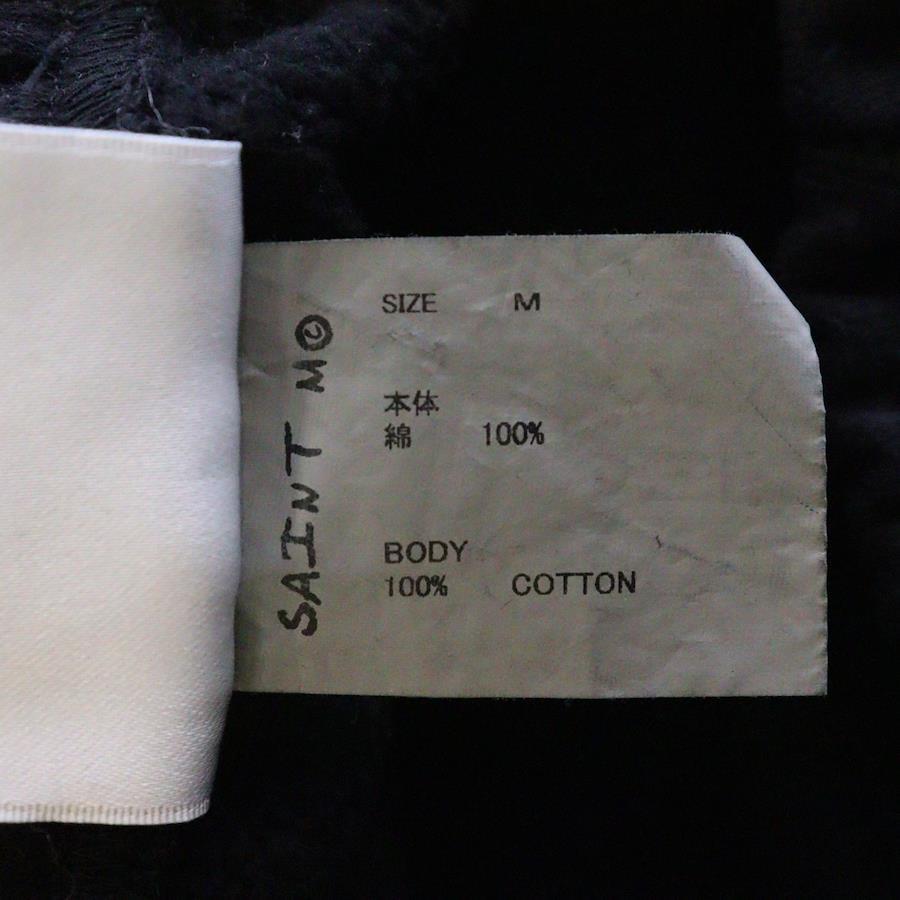 SAINT M©
SIZE M
本体
綿 100%
BODY
100% COTTON